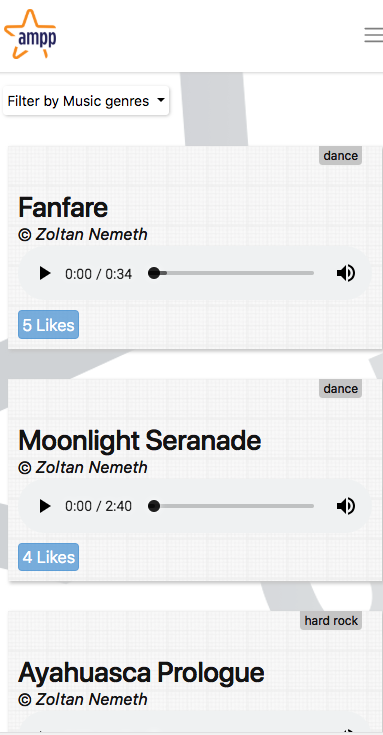 ampp
Filter by Music genres
dance
Fanfare
© Zoltan Nemeth
0:00 / 0:34
5 Likes
dance
Moonlight Seranade
© Zoltan Nemeth
0:00 / 2:40
4 Likes
hard rock
Ayahuasca Prologue
© Zoltan Nemeth